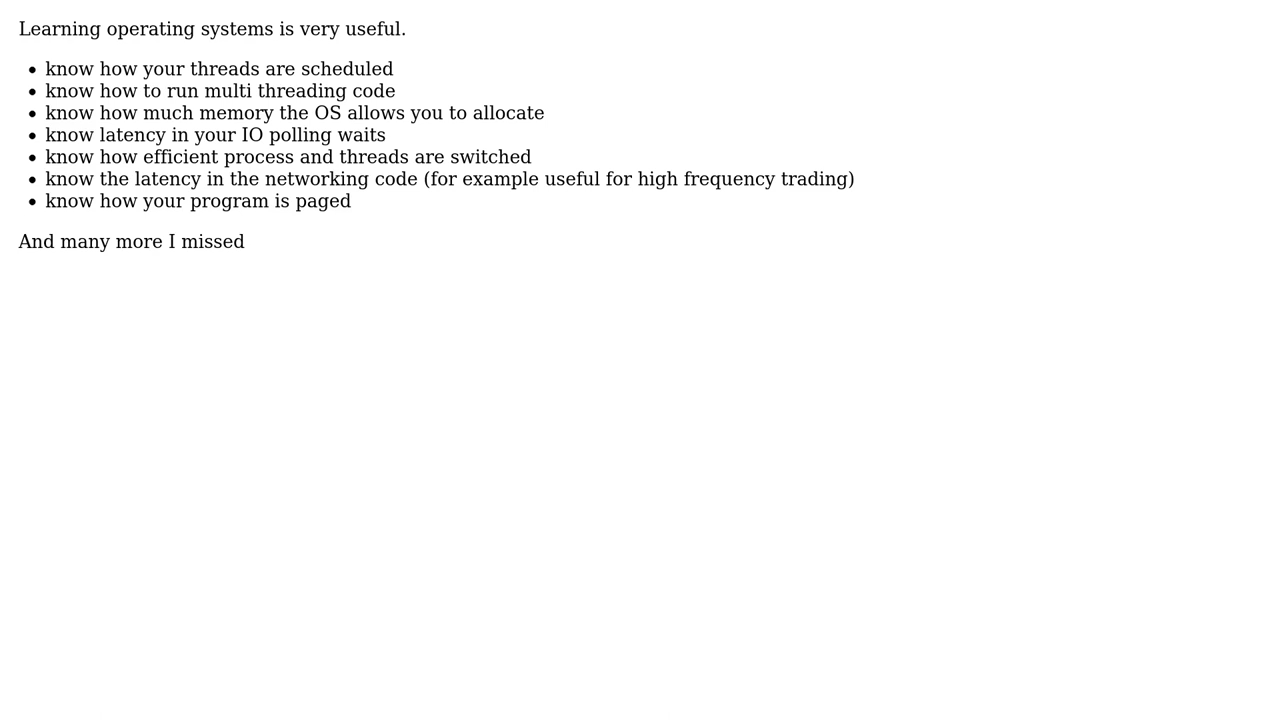 Learning operating systems is very useful.
• know how your threads are scheduled
• know how to run multi threading code
• know how much memory the OS allows you to allocate
• know latency in your IO polling waits
• know how efficient process and threads are switched
• know the latency in the networking code (for example useful for high frequency trading)
• know how your program is paged
And many more I missed